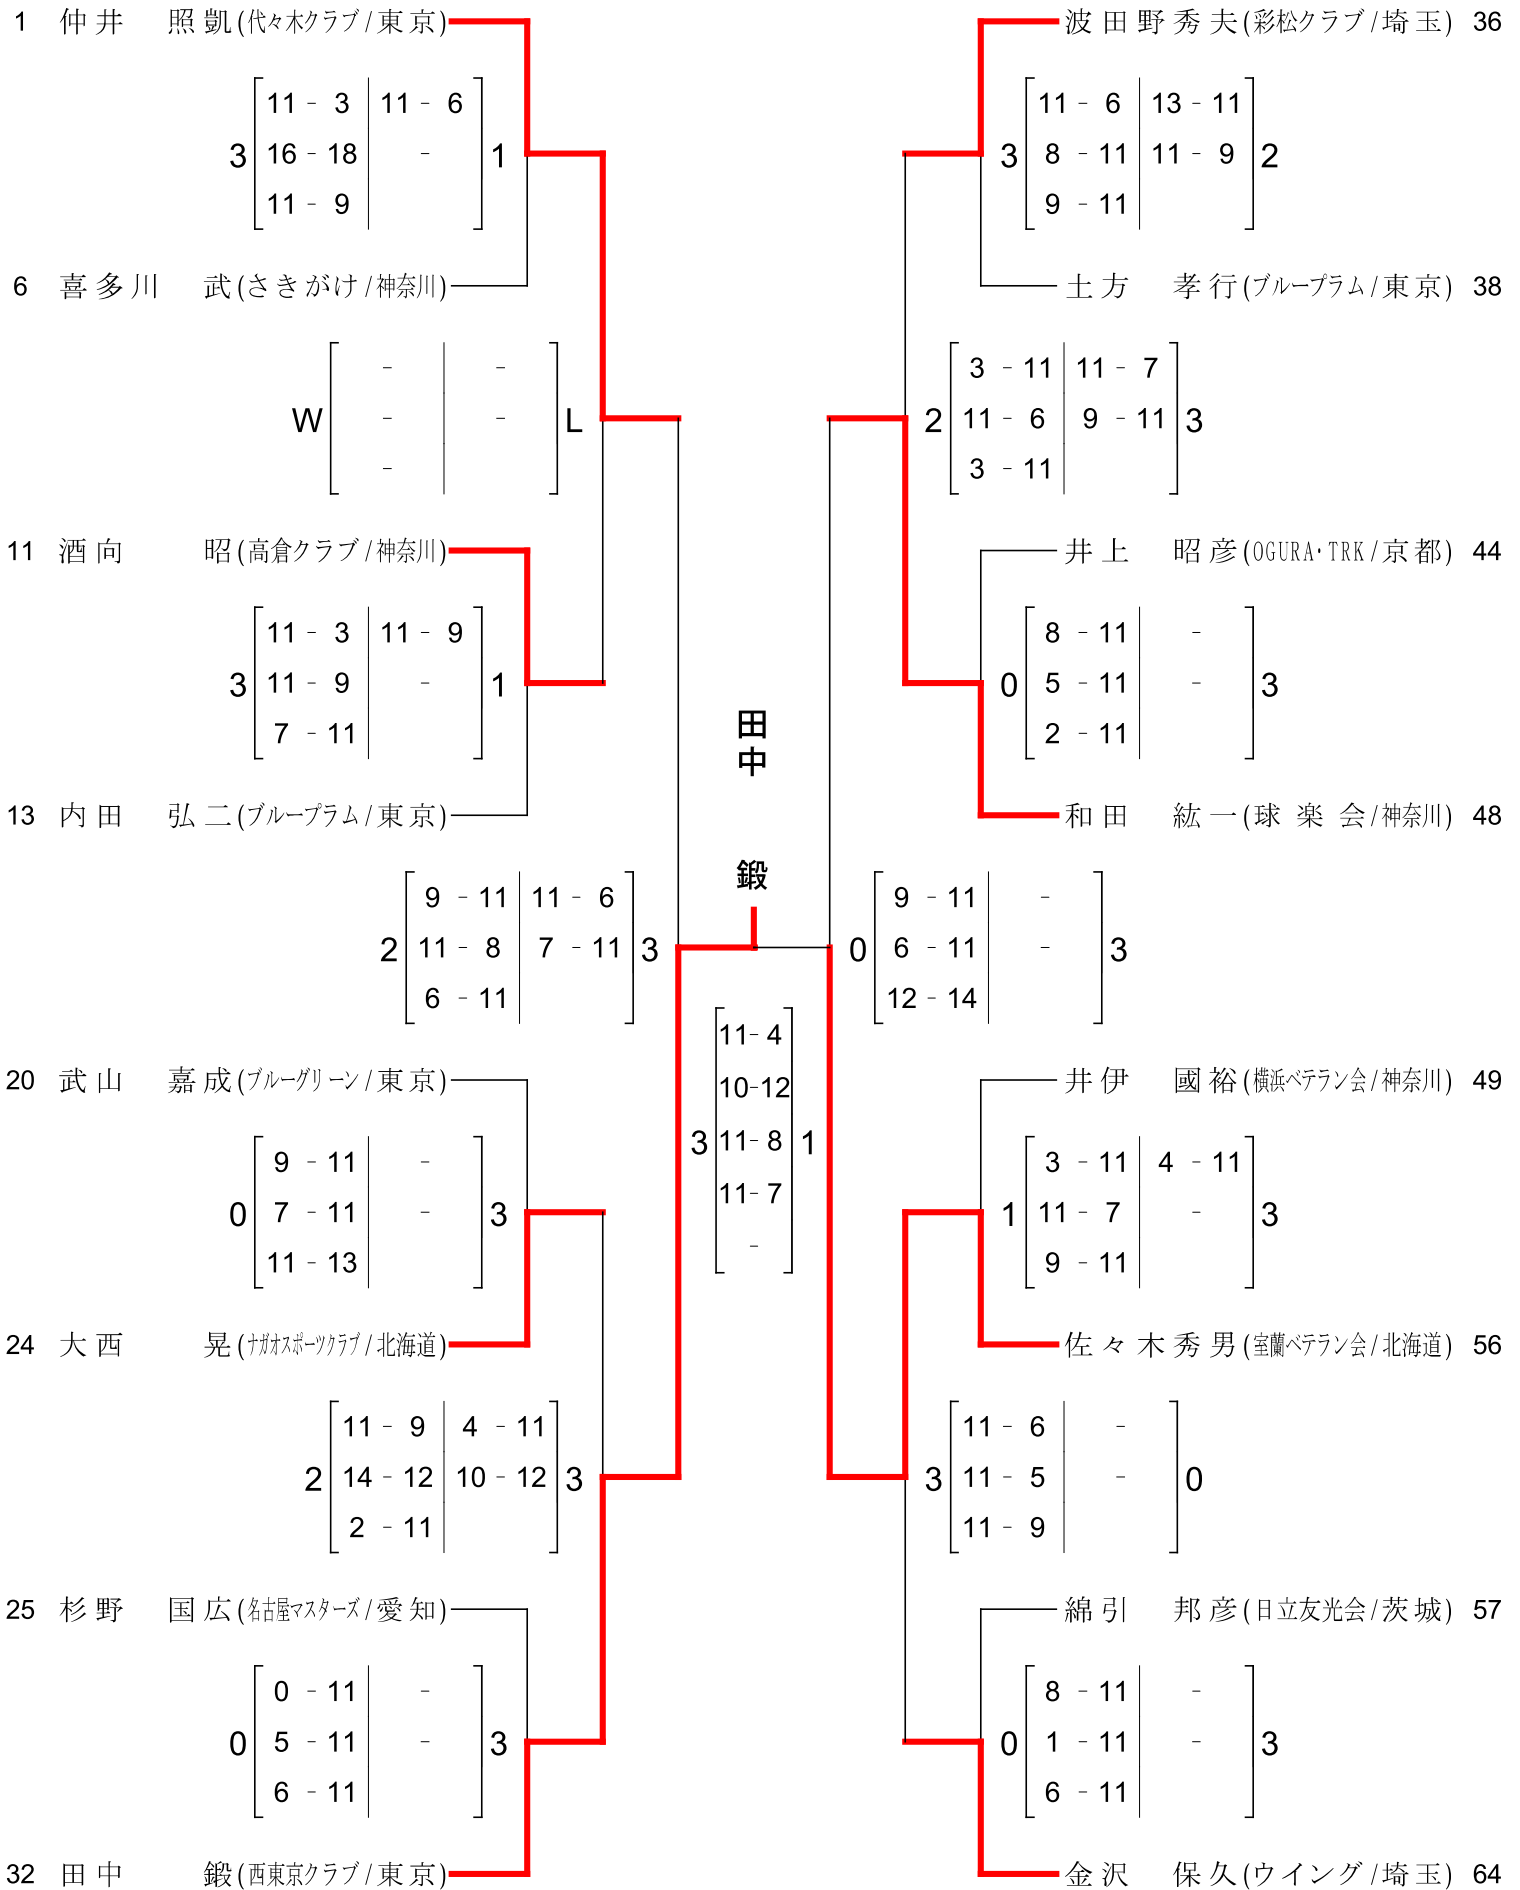 1 仲井 照凱(代々木クラブ/東京)
3 11 - 3 11 - 6 1
16 - 18 -
11 - 9
6 喜多川 武(さきがけ/神奈川)
W - - L
- -
-
11 酒向 昭(高倉クラブ/神奈川)
3 11 - 3 11 - 9 1
11 - 9 -
7 - 11
13 内田 弘二(ブループラム/東京)
2 9 - 11 11 - 6 3
11 - 8 7 - 11
6 - 11
20 武山 嘉成(ブルーグリーン/東京)
0 9 - 11 - 3
7 - 11 -
11 - 13
24 大西 晃(ナガオスポーツクラブ/北海道)
2 11 - 9 4 - 11 3
14 - 12 10 - 12
2 - 11
25 杉野 国広(名古屋マスターズ/愛知)
0 0 - 11 - 3
5 - 11 -
6 - 11
32 田中 鍛(西東京クラブ/東京)
田中 鍛
3 11 - 4 1
10 - 12
11 - 8
11 - 7
-
波田野秀夫(彩松クラブ/埼玉) 36
3 11 - 6 13 - 11 2
8 - 11 11 - 9
9 - 11
土方 孝行(ブループラム/東京) 38
2 3 - 11 11 - 7 3
11 - 6 9 - 11
3 - 11
井上 昭彦(OGURA・TRK/京都) 44
0 8 - 11 - 3
5 - 11 -
2 - 11
和田 紘一(球楽会/神奈川) 48
0 9 - 11 - 3
6 - 11 -
12 - 14
井伊 國裕(横浜ベテラン会/神奈川) 49
1 3 - 11 4 - 11 3
11 - 7 -
9 - 11
佐々木秀男(室蘭ベテラン会/北海道) 56
3 11 - 6 - 0
11 - 5 -
11 - 9
綿引 邦彦(日立友光会/茨城) 57
0 8 - 11 - 3
1 - 11 -
6 - 11
金沢 保久(ウイング/埼玉) 64